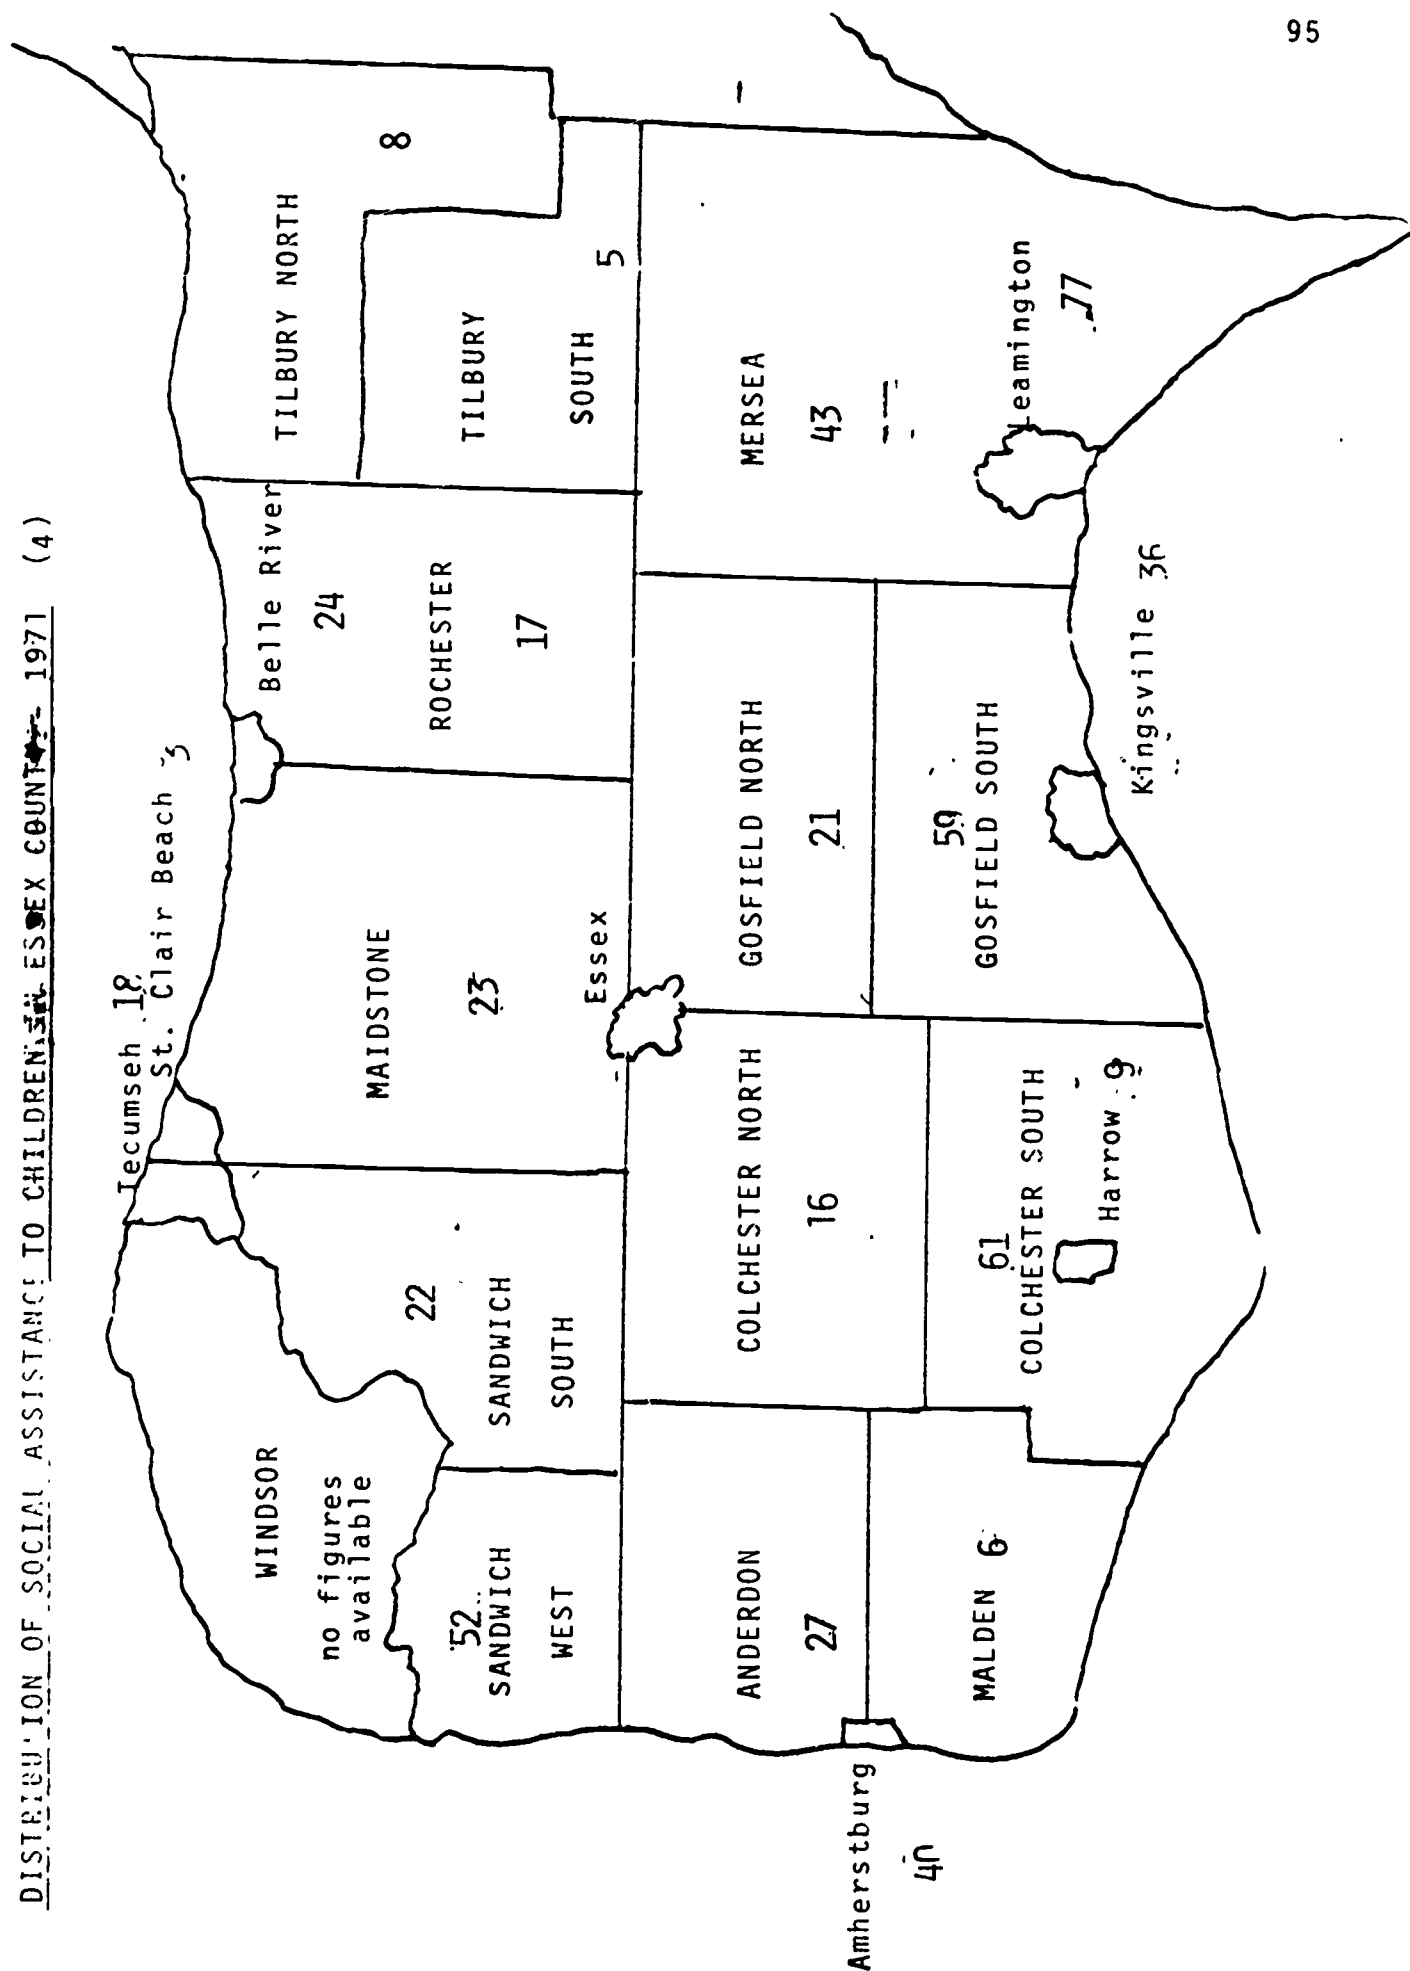 DISTRIBUTION OF SOCIAL ASSISTANCE TO CHILDREN IN ESSEX COUNTY - 1971 (4)
Tecumseh 18
St. Clair Beach 3
Belle River
24
WINDSOR
no figures
available
MAIDSTONE
23
ROCHESTER
17
TILBURY NORTH
8
TILBURY
SOUTH
5
52
SANDWICH
WEST
22
SANDWICH
SOUTH
Essex
ANDERDON
27
COLCHESTER NORTH
16
GOSFIELD NORTH
21
MERSEA
43
Amherstburg
40
MALDEN 6
61
COLCHESTER SOUTH
Harrow 9
59
GOSFIELD SOUTH
Leamington
77
Kingsville 36
95